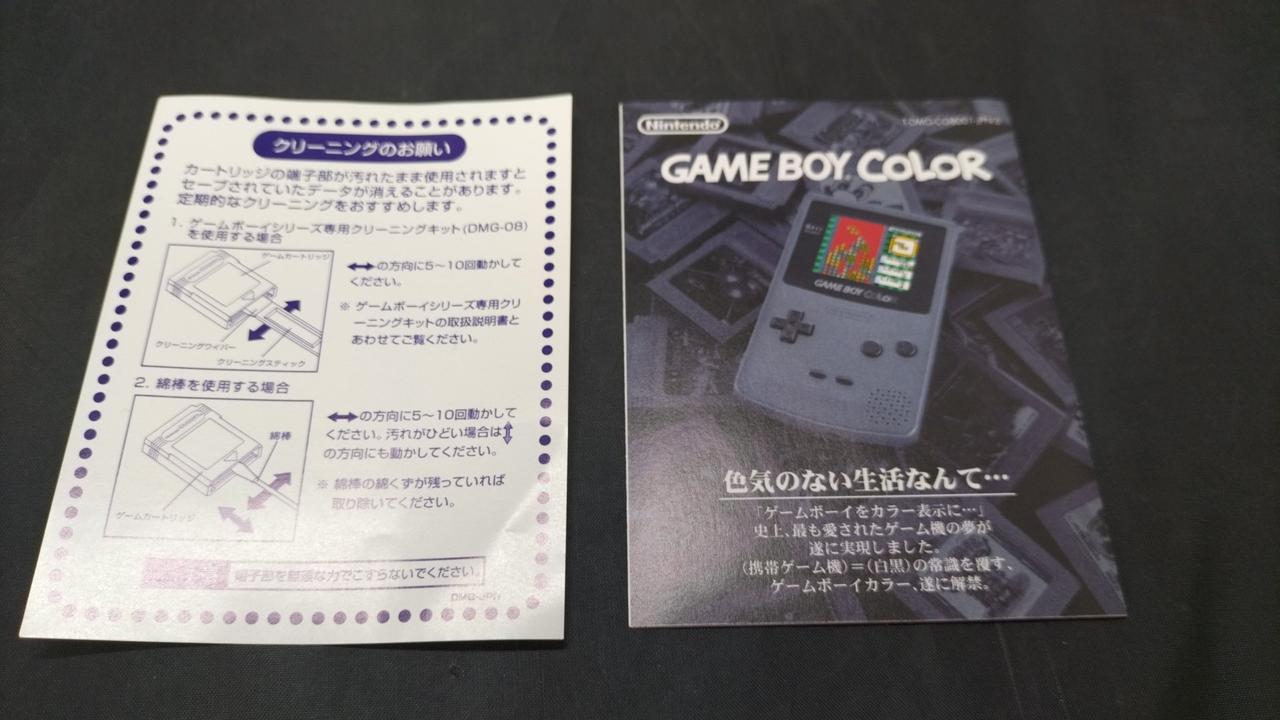 クリーニングのお願い
カートリッジの端子部が汚れたまま使用されますと
セーブされていたデータが消えることがあります。
定期的なクリーニングをおすすめします。
1. ゲームボーイシリーズ専用クリーニングキット(DMG-08)
を使用する場合
ゲームカートリッジ
クリーニングワイパー
クリーニングスティック
↔の方向に5〜10回動かして
ください。
※ ゲームボーイシリーズ専用クリ
ーニングキットの取扱説明書と
あわせてご覧ください。
2. 綿棒を使用する場合
綿棒
ゲームカートリッジ
↔の方向に5〜10回動かして
ください。汚れがひどい場合は↕
の方向にも動かしてください。
※ 綿棒の綿くずが残っていれば
取り除いてください。
端子部を無理な力でこすらないでください。
Nintendo
GAME BOY COLOR
GAME BOY COLOR
色気のない生活なんて…
「ゲームボーイをカラー表示に…」
史上、最も愛されたゲーム機の夢が
遂に実現しました。
(携帯ゲーム機)=(白黒)の常識を覆す、
ゲームボーイカラー、遂に解禁。